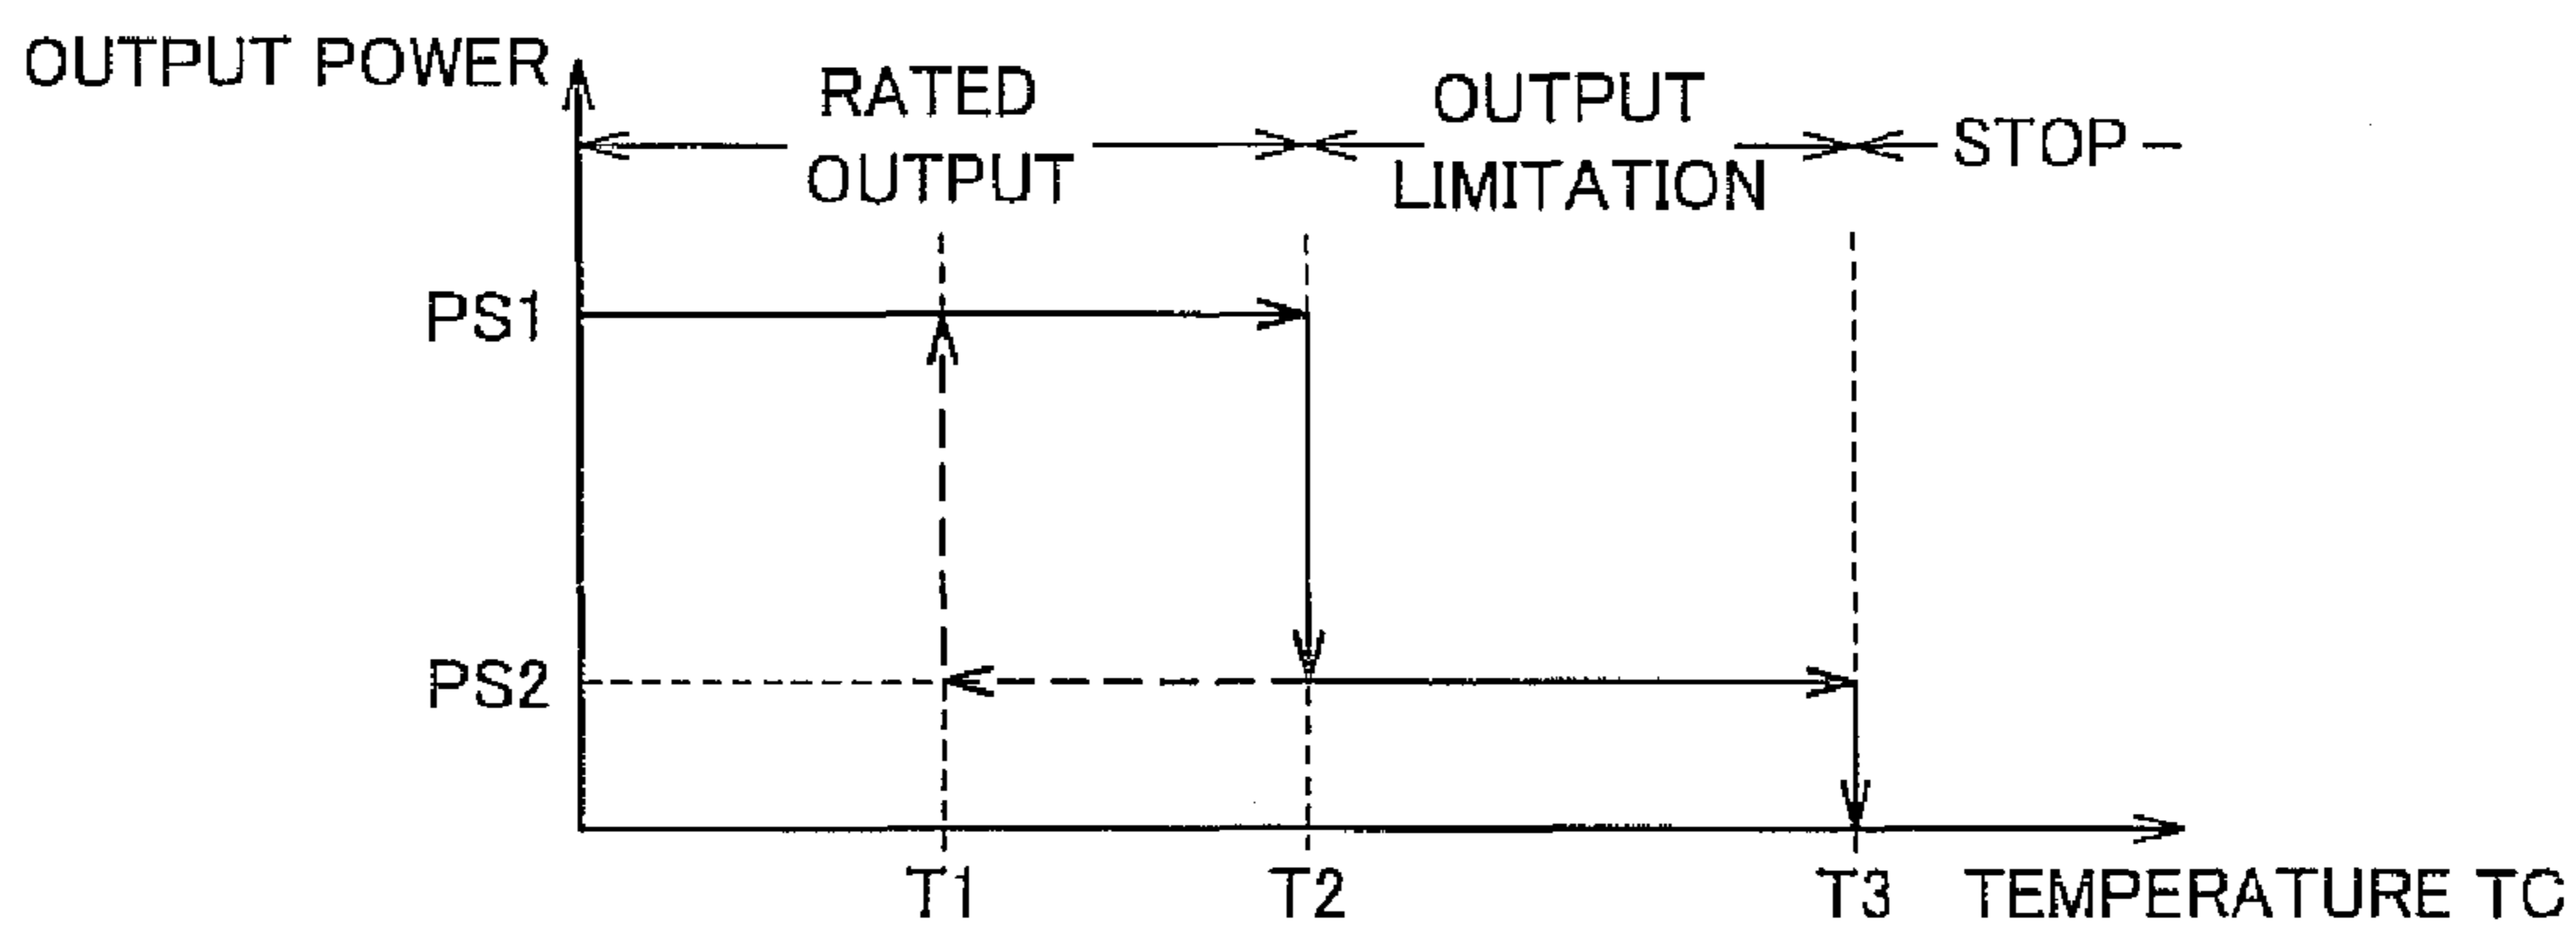 OUTPUT POWER
RATED
OUTPUT
OUTPUT
LIMITATION
STOP
PS1
PS2
T1
T2
T3
TEMPERATURE TC